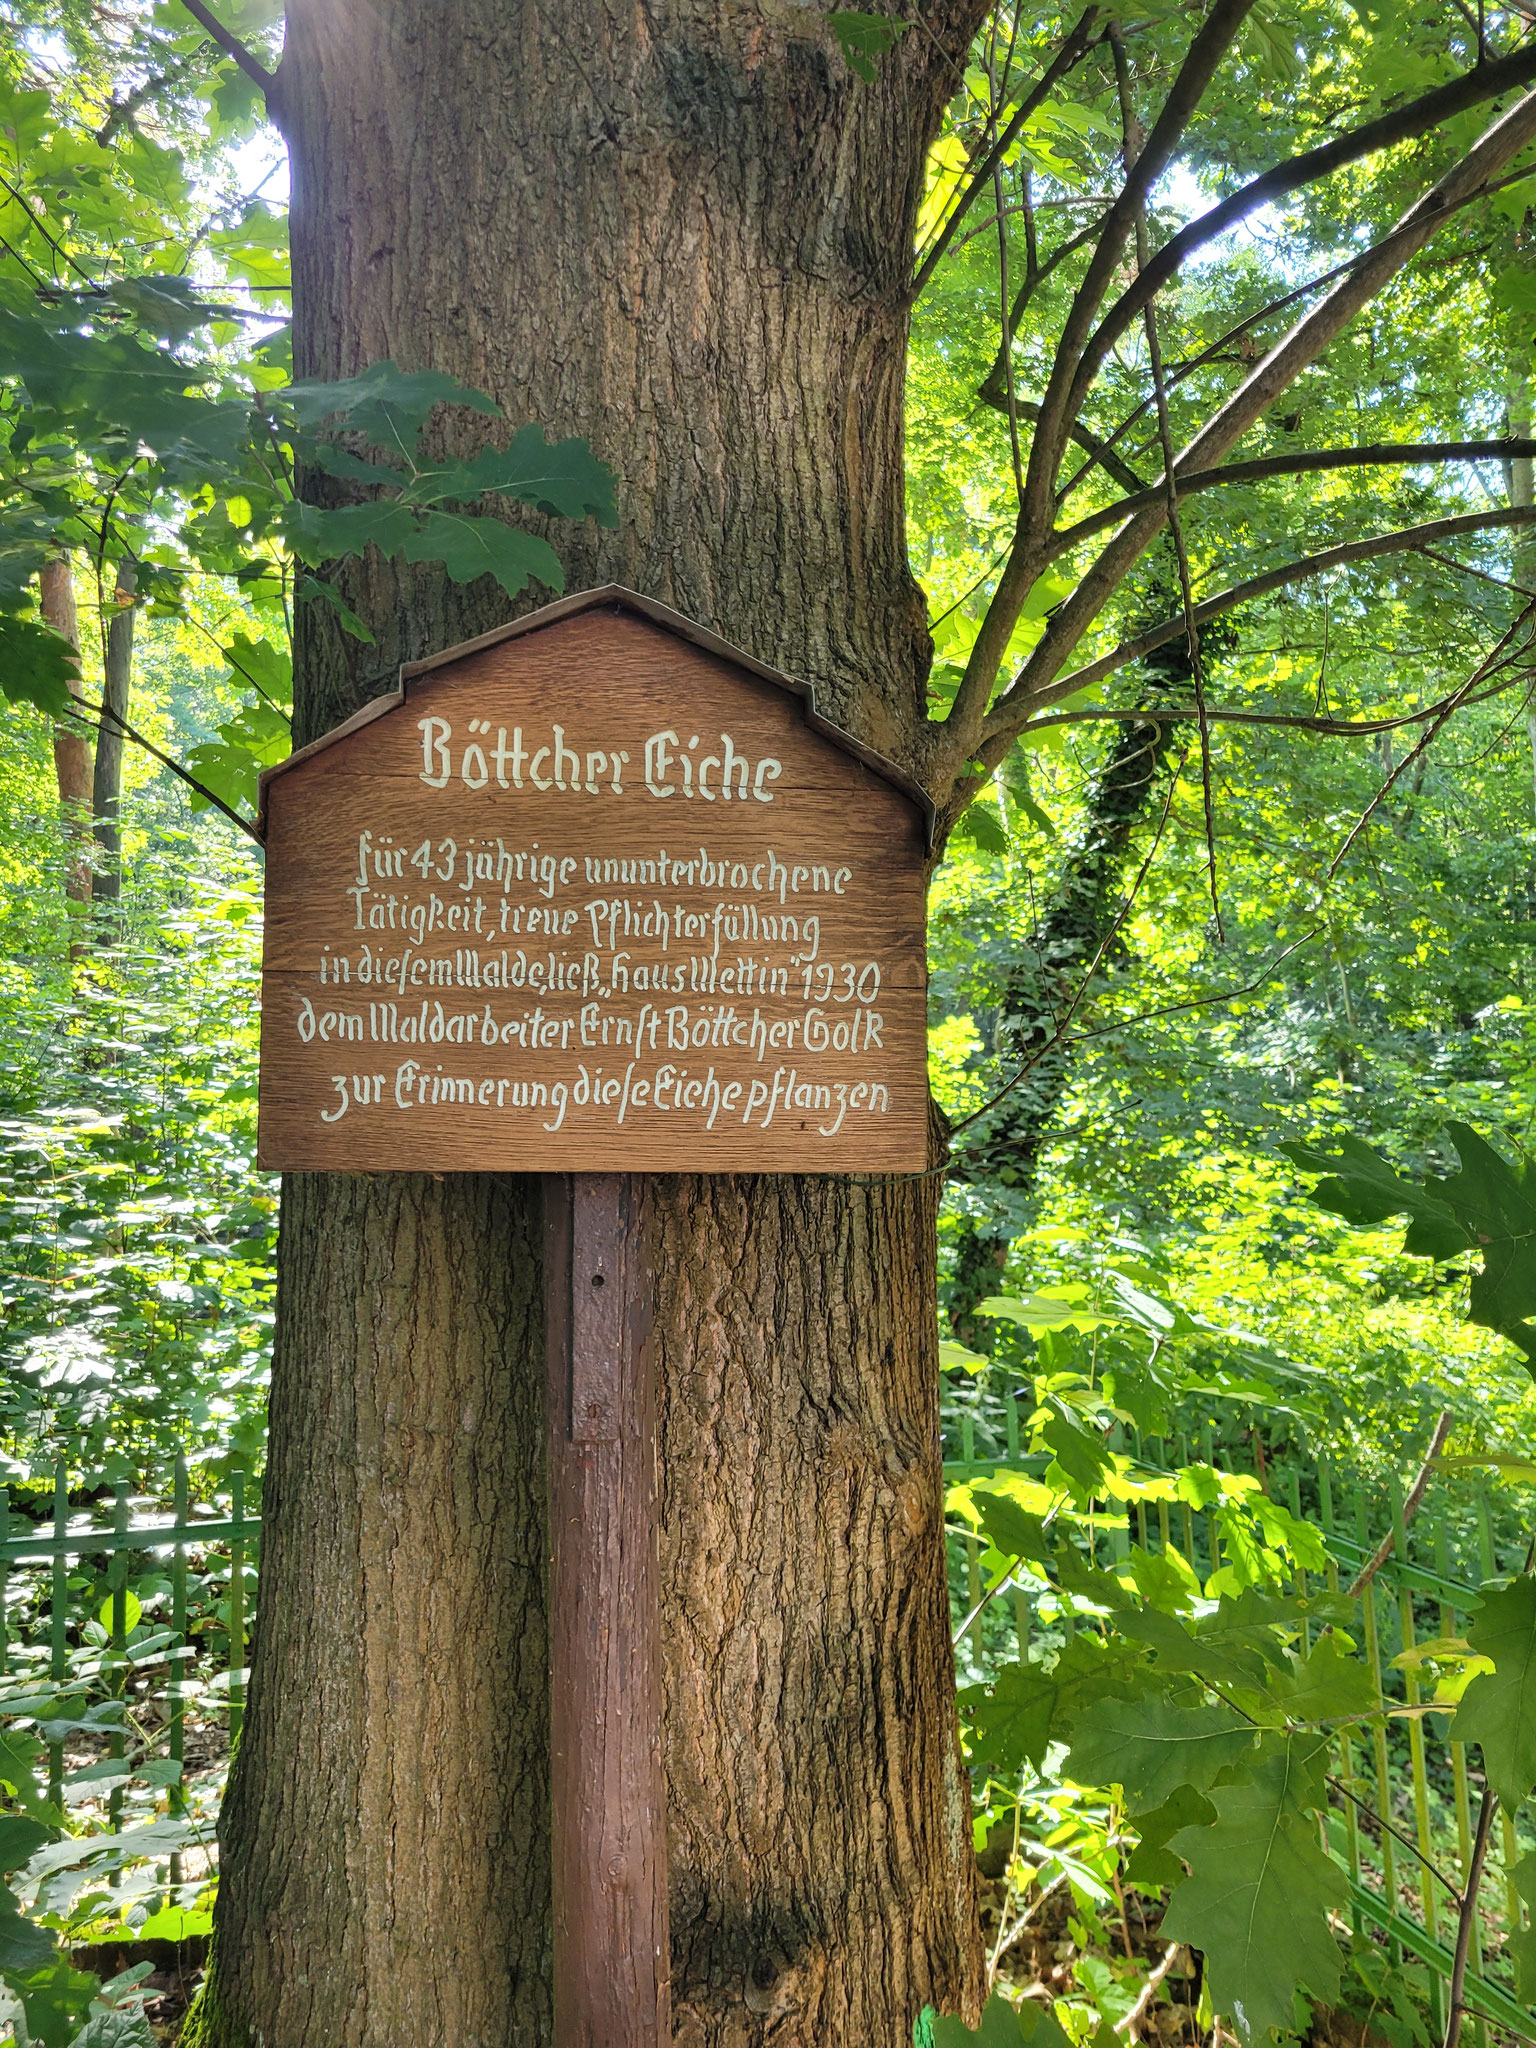 Böttcher Eiche
für 43 jährige ununterbrochene
Tätigkeit, treue Pflichterfüllung
in diesem Walde, ließ „Haus Wettin" 1930
dem Waldarbeiter Ernst Böttcher Golk
zur Erinnerung diese Eiche pflanzen